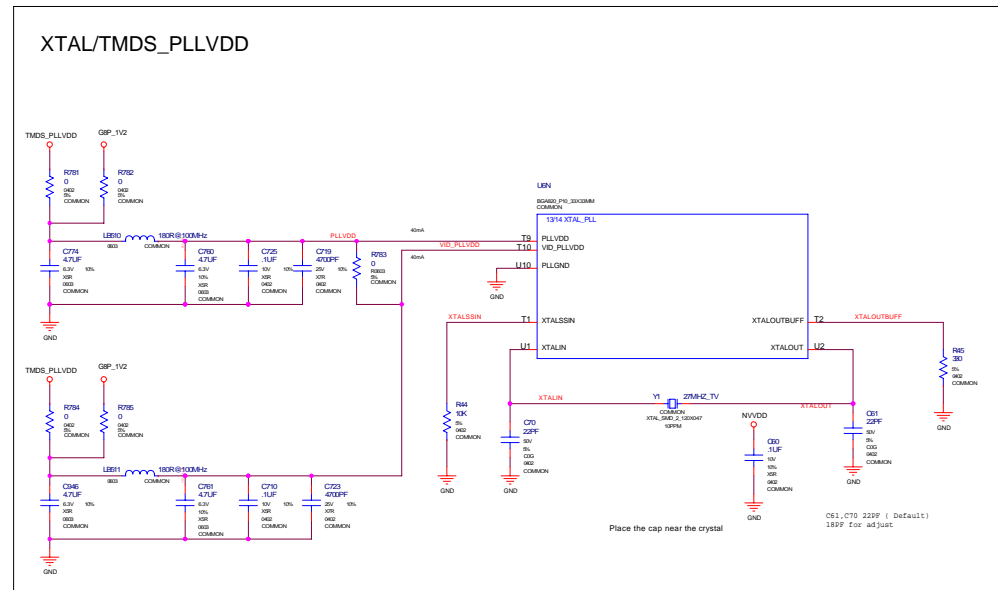 XTAL/TMDS_PLLVDD
TMDS_PLLVDD
G8P_1V2
R781
0
0402
5%
COMMON
R782
0
0402
5%
COMMON
LB510
180R@100MHz
0603
COMMON
C774
4.7UF
6.3V 10%
X5R
0603
COMMON
C760
4.7UF
6.3V
10%
X5R
0603
COMMON
C725
.1UF
10V 10%
X5R
0402
COMMON
C719
4700PF
25V 10%
X7R
0402
COMMON
R783
0
R0603
5%
COMMON
PLLVDD
40mA
VID_PLLVDD
40mA
GND
U6N
BGA820_P10_33X33MM
COMMON
13/14 XTAL_PLL
T9 PLLVDD
T10 VID_PLLVDD
U10 PLLGND
GND
XTALSSIN
T1 XTALSSIN
XTALOUTBUFF T2
XTALOUTBUFF
U1 XTALIN
XTALOUT U2
R45
330
5%
0402
COMMON
GND
TMDS_PLLVDD
G8P_1V2
R784
0
0402
5%
COMMON
R785
0
0402
5%
COMMON
LB511
180R@100MHz
0603
COMMON
C946
4.7UF
6.3V 10%
X5R
0603
COMMON
C761
4.7UF
6.3V
10%
X5R
0603
COMMON
C710
.1UF
10V 10%
X5R
0402
COMMON
C723
4700PF
25V 10%
X7R
0402
COMMON
GND
R44
10K
5%
0402
COMMON
GND
XTALIN
Y1 27MHZ_TV
COMMON
XTAL_SMD_2_120X047
10PPM
XTALOUT
C70
22PF
50V
5%
C0G
0402
COMMON
GND
NVVDD
C60
.1UF
10V
10%
X5R
0402
COMMON
GND
C61
22PF
50V
5%
C0G
0402
COMMON
GND
Place the cap near the crystal
C61,C70 22PF ( Default)
18PF for adjust